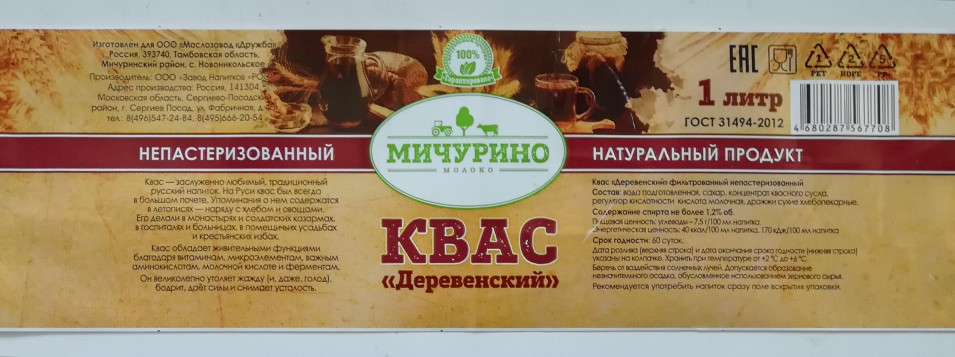 Изготовлен для ООО «Маслозавод «Дружба»
Россия, 393740, Тамбовская область,
Мичуринский район, с. Новоникольское
Производитель: ООО «Завод Напитков
Адрес производства: Россия, 141304,
Московская область, Сергиево-Посадский
район, г. Сергиев Посад, ул. Фабричная,
тел.: 8(496)547-24-84, 8(495)666-20-54
НЕПАСТЕРИЗОВАННЫЙ
Квас — заслуженно любимый, традиционный
русский напиток. На Руси квас был всегда
в большом почете. Упоминания о нем содержатся
в летописях — наряду с хлебом и овощами.
Его делали в монастырях и солдатских казармах,
в госпиталях и больницах, в помещичьих усадьбах
и крестьянских избах.
Квас обладает живительными функциями
благодаря витаминам, микроэлементам, важным
аминокислотам, молочной кислоте и ферментам.
Он великолепно утоляет жажду (и, даже, голод),
бодрит, даёт силы и снимает усталость.
100%
Гарантировано
МИЧУРИНО
МОЛОКО
КВАС
«Деревенский»
EAC
1 PET
2 HDPE
5 PP
1 литр
ГОСТ 31494-2012
4 680287 567708
НАТУРАЛЬНЫЙ ПРОДУКТ
Квас «Деревенский» фильтрованный непастеризованный
Состав: вода подготовленная, сахар, концентрат квасного сусла,
регулятор кислотности кислота молочная, дрожжи сухие хлебопекарные.
Содержание спирта не более 1,2% об.
Пищевая ценность: углеводы – 7,5 г/100 мл напитка.
Энергетическая ценность: 40 ккал/100 мл напитка, 170 кДж/100 мл напитка
Срок годности: 60 суток.
Дата розлива (верхняя строка) и дата окончания срока годности (нижняя строка)
указаны на колпачке. Хранить при температуре от +2 °С до +6 °С
Беречь от воздействия солнечных лучей. Допускается образование
незначительного осадка, обусловленное использованием зернового сырья.
Рекомендуется употребить напиток сразу после вскрытия упаковки.